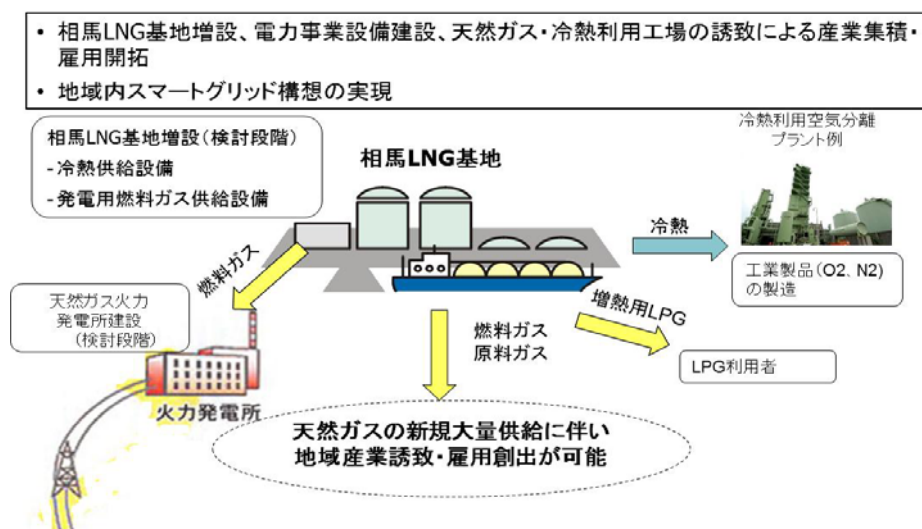 • 相馬LNG基地増設、電力事業設備建設、天然ガス・冷熱利用工場の誘致による産業集積・
雇用開拓
• 地域内スマートグリッド構想の実現
冷熱利用空気分離
プラント例
相馬LNG基地増設(検討段階)
-冷熱供給設備
-発電用燃料ガス供給設備
相馬LNG基地
冷熱
工業製品(O2、N2)
の製造
燃料ガス
天然ガス火力
発電所建設
(検討段階)
増熱用LPG
燃料ガス
原料ガス
LPG利用者
火力発電所
天然ガスの新規大量供給に伴い
地域産業誘致・雇用創出が可能